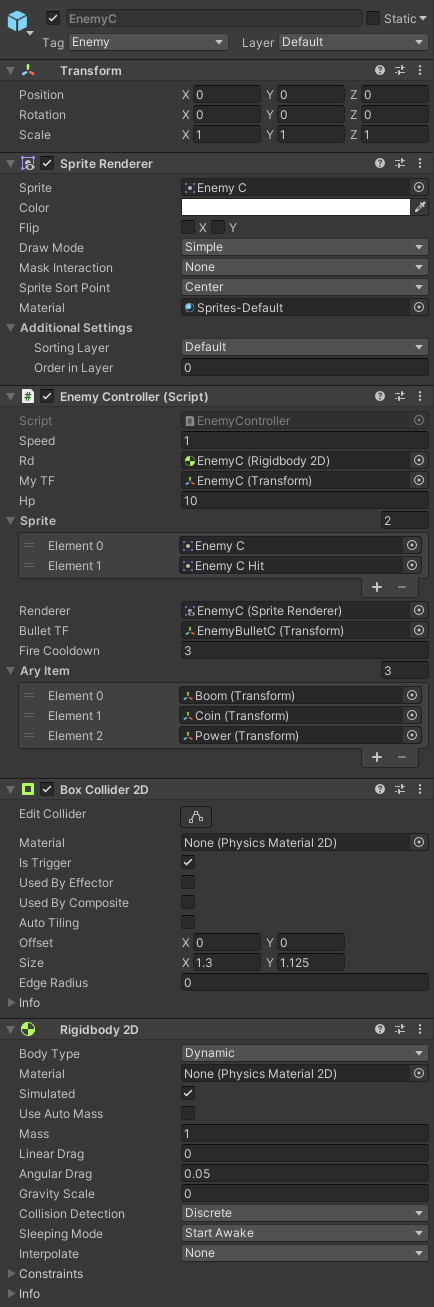 EnemyC Static
Tag Enemy Layer Default
Transform
Position X 0 Y 0 Z 0
Rotation X 0 Y 0 Z 0
Scale X 1 Y 1 Z 1
Sprite Renderer
Sprite Enemy C
Color
Flip X Y
Draw Mode Simple
Mask Interaction None
Sprite Sort Point Center
Material Sprites-Default
Additional Settings
Sorting Layer Default
Order in Layer 0
# Enemy Controller (Script)
Script # EnemyController
Speed 1
Rd EnemyC (Rigidbody 2D)
My TF EnemyC (Transform)
Hp 10
Sprite 2
Element 0 Enemy C
Element 1 Enemy C Hit
+ −
Renderer EnemyC (Sprite Renderer)
Bullet TF EnemyBulletC (Transform)
Fire Cooldown 3
Ary Item 3
Element 0 Boom (Transform)
Element 1 Coin (Transform)
Element 2 Power (Transform)
+ −
Box Collider 2D
Edit Collider
Material None (Physics Material 2D)
Is Trigger
Used By Effector
Used By Composite
Auto Tiling
Offset X 0 Y 0
Size X 1.3 Y 1.125
Edge Radius 0
Info
Rigidbody 2D
Body Type Dynamic
Material None (Physics Material 2D)
Simulated
Use Auto Mass
Mass 1
Linear Drag 0
Angular Drag 0.05
Gravity Scale 0
Collision Detection Discrete
Sleeping Mode Start Awake
Interpolate None
Constraints
Info